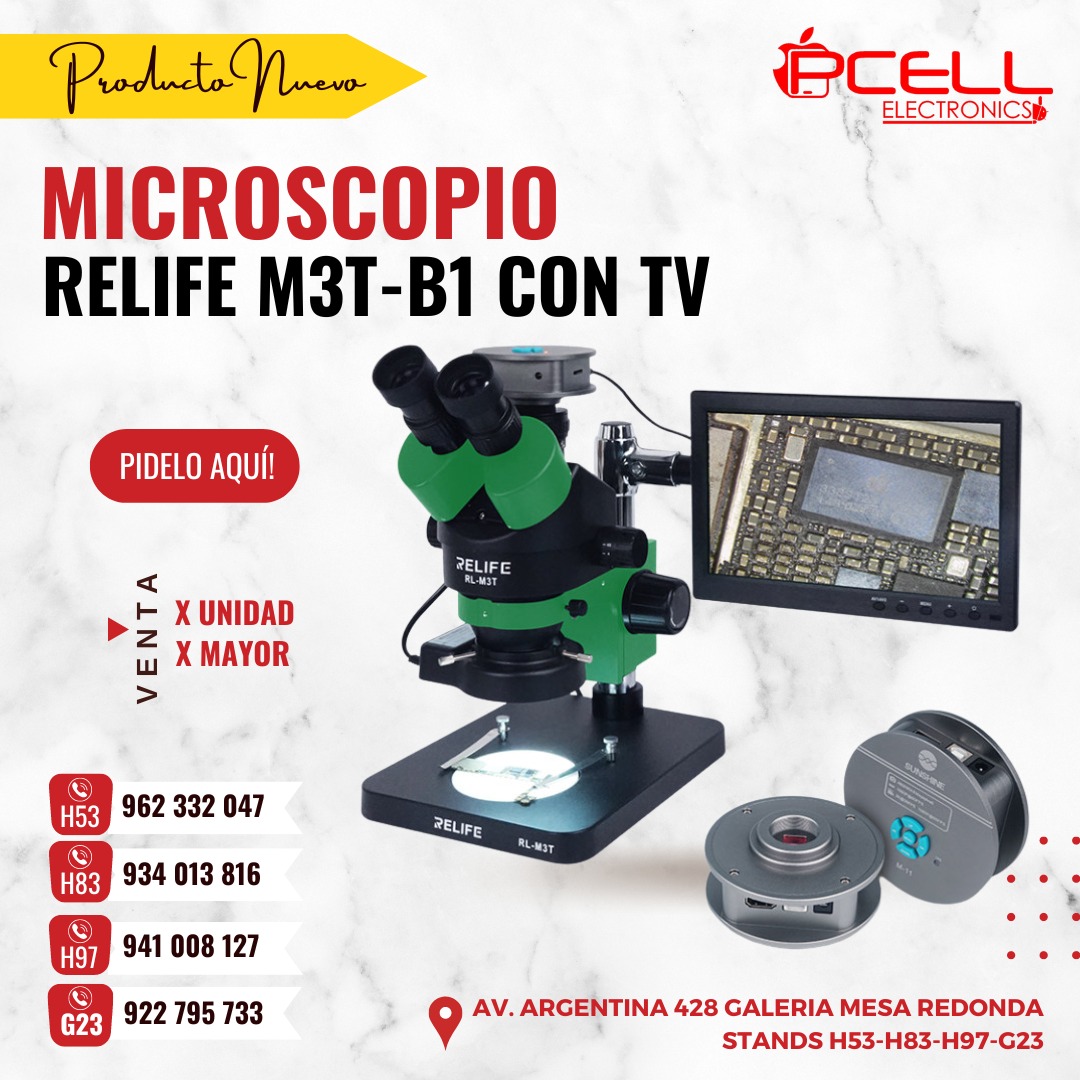 Producto Nuevo
PCELL
ELECTRONICS
MICROSCOPIO
RELIFE M3T-B1 CON TV
PIDELO AQUÍ!
VENTA
X UNIDAD
X MAYOR
RELIFE
RL-M3T
RELIFE
RL-M3T
SUNSHINE
M-11
H53 962 332 047
H83 934 013 816
H97 941 008 127
G23 922 795 733
AV. ARGENTINA 428 GALERIA MESA REDONDA
STANDS H53-H83-H97-G23